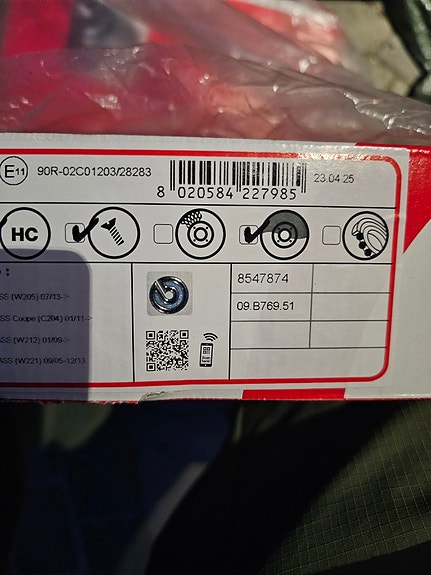 E11 90R-02C01203/28283
8 020584 227985
23.04.25
HC
:
SS (W205) 07/13->
SS Coupe (C204) 01/11->
ASS (W212) 01/09->
ASS (W221) 09/05-12/13
8547874
09.B769.51